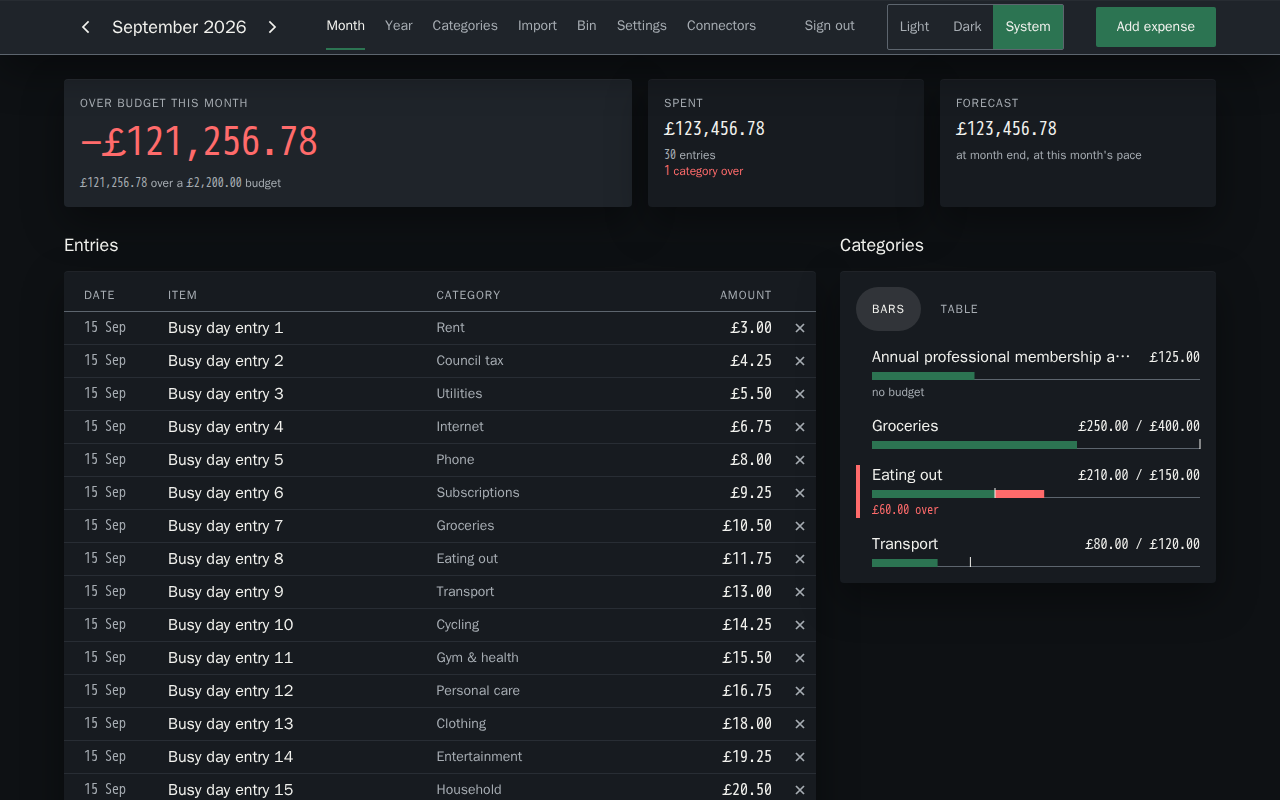 September 2026
Month Year Categories Import Bin Settings Connectors Sign out Light Dark System Add expense
OVER BUDGET THIS MONTH
−£121,256.78
£121,256.78 over a £2,200.00 budget
SPENT
£123,456.78
30 entries
1 category over
FORECAST
£123,456.78
at month end, at this month's pace
Entries
DATE ITEM CATEGORY AMOUNT
15 Sep Busy day entry 1 Rent £3.00 ×
15 Sep Busy day entry 2 Council tax £4.25 ×
15 Sep Busy day entry 3 Utilities £5.50 ×
15 Sep Busy day entry 4 Internet £6.75 ×
15 Sep Busy day entry 5 Phone £8.00 ×
15 Sep Busy day entry 6 Subscriptions £9.25 ×
15 Sep Busy day entry 7 Groceries £10.50 ×
15 Sep Busy day entry 8 Eating out £11.75 ×
15 Sep Busy day entry 9 Transport £13.00 ×
15 Sep Busy day entry 10 Cycling £14.25 ×
15 Sep Busy day entry 11 Gym & health £15.50 ×
15 Sep Busy day entry 12 Personal care £16.75 ×
15 Sep Busy day entry 13 Clothing £18.00 ×
15 Sep Busy day entry 14 Entertainment £19.25 ×
15 Sep Busy day entry 15 Household £20.50 ×
Categories
BARS TABLE
Annual professional membership a… £125.00
no budget
Groceries £250.00 / £400.00
Eating out £210.00 / £150.00
£60.00 over
Transport £80.00 / £120.00